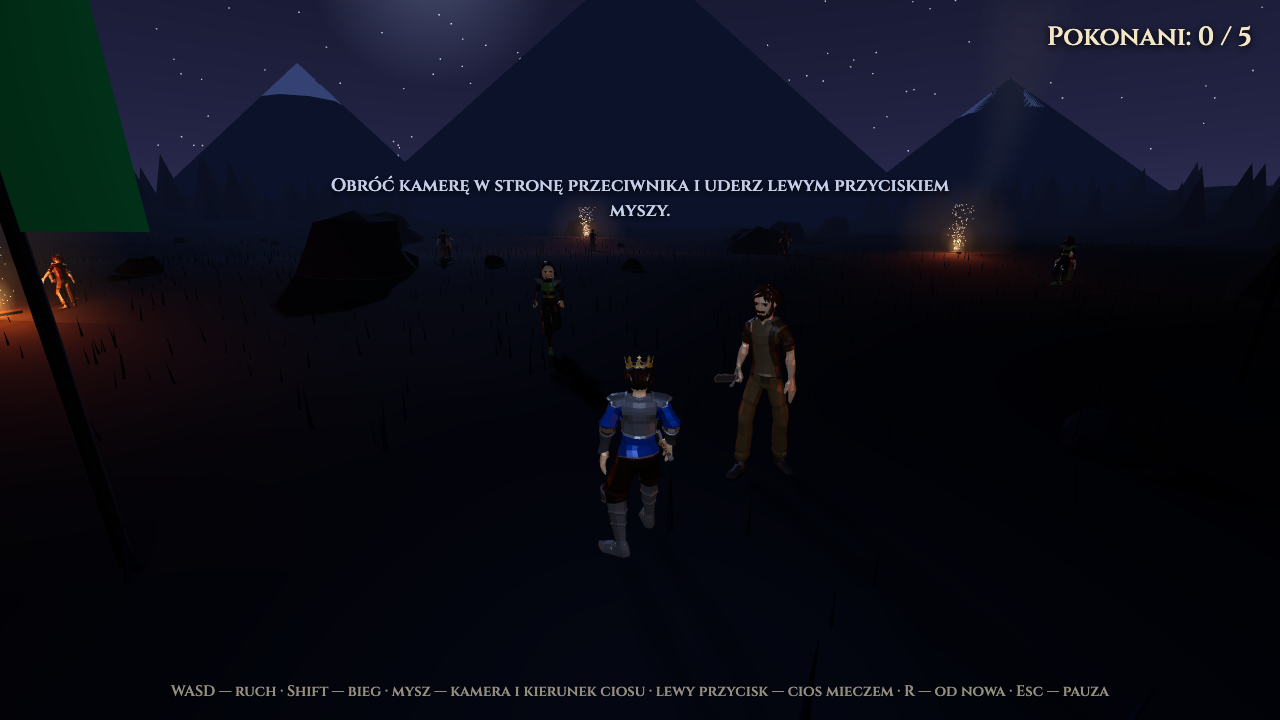 Pokonani: 0 / 5
Obróć kamerę w stronę przeciwnika i uderz lewym przyciskiem
myszy.
WASD — ruch · Shift — bieg · mysz — kamera i kierunek ciosu · lewy przycisk — cios mieczem · R — od nowa · Esc — pauza